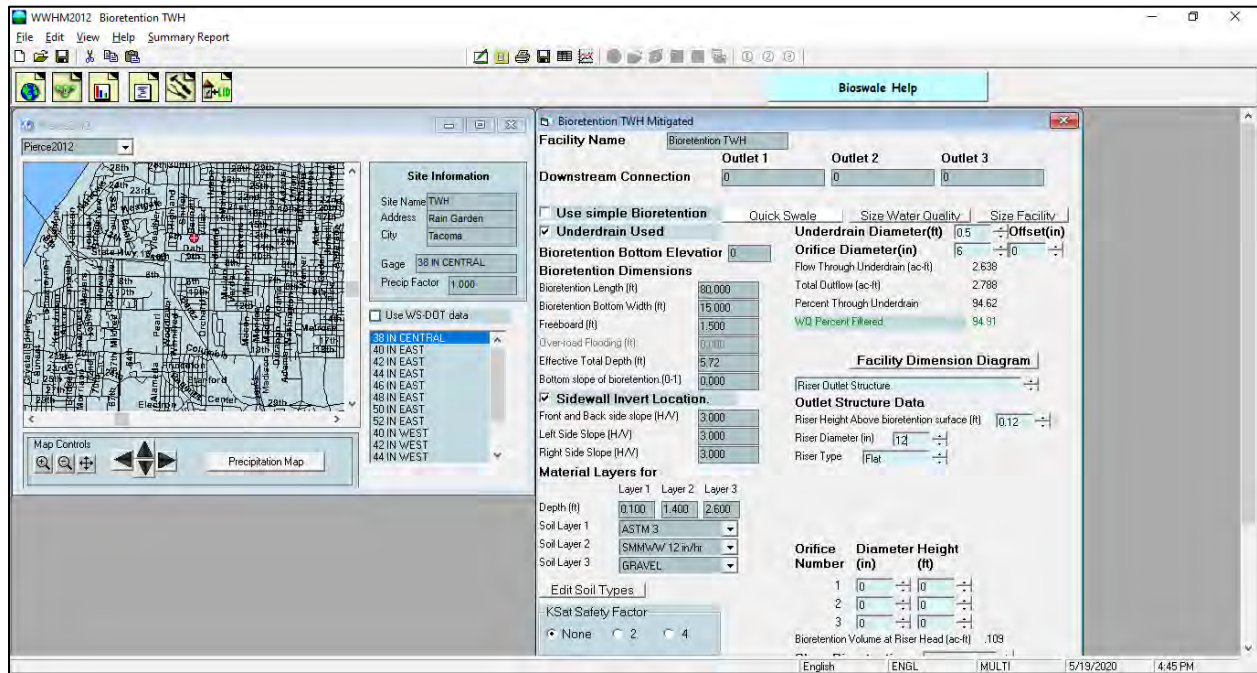 WWHM2012 Bioretention TWH
File Edit View Help Summary Report
Bioswale Help
Pierce2012
Site Information
Site Name TWH
Address Rain Garden
City Tacoma
Gage 38 IN CENTRAL
Precip Factor 1.000
Use WS-DOT data
38 IN CENTRAL
40 IN EAST
42 IN EAST
44 IN EAST
46 IN EAST
48 IN EAST
50 IN EAST
52 IN EAST
40 IN WEST
42 IN WEST
44 IN WEST
Map Controls
Precipitation Map
Bioretention TWH Mitigated
Facility Name Bioretention TWH
Outlet 1 Outlet 2 Outlet 3
Downstream Connection 0 0 0
Use simple Bioretention Quick Swale Size Water Quality Size Facility
Underdrain Used
Underdrain Diameter(ft) 0.5 Offset(in)
Orifice Diameter(in) 6 0
Flow Through Underdrain (ac-ft) 2.638
Total Outflow (ac-ft) 2.788
Percent Through Underdrain 94.62
WQ Percent Filtered 94.91
Bioretention Bottom Elevation 0
Bioretention Dimensions
Bioretention Length (ft) 80.000
Bioretention Bottom Width (ft) 15.000
Freeboard (ft) 1.500
Over-road Flooding (ft) 0.000
Effective Total Depth (ft) 5.72
Bottom slope of bioretention.(0-1) 0.000
Sidewall Invert Location.
Front and Back side slope (H/V) 3.000
Left Side Slope (H/V) 3.000
Right Side Slope (H/V) 3.000
Material Layers for
Layer 1 Layer 2 Layer 3
Depth (ft) 0.100 1.400 2.600
Soil Layer 1 ASTM 3
Soil Layer 2 SMMWW 12 in/hr
Soil Layer 3 GRAVEL
Edit Soil Types
KSat Safety Factor
None 2 4
Facility Dimension Diagram
Riser Outlet Structure
Outlet Structure Data
Riser Height Above bioretention surface (ft) 0.12
Riser Diameter (in) 12
Riser Type Flat
Orifice Diameter Height
Number (in) (ft)
1 0 0
2 0 0
3 0 0
Bioretention Volume at Riser Head (ac-ft) .109
English ENGL MULTI 5/19/2020 4:45 PM